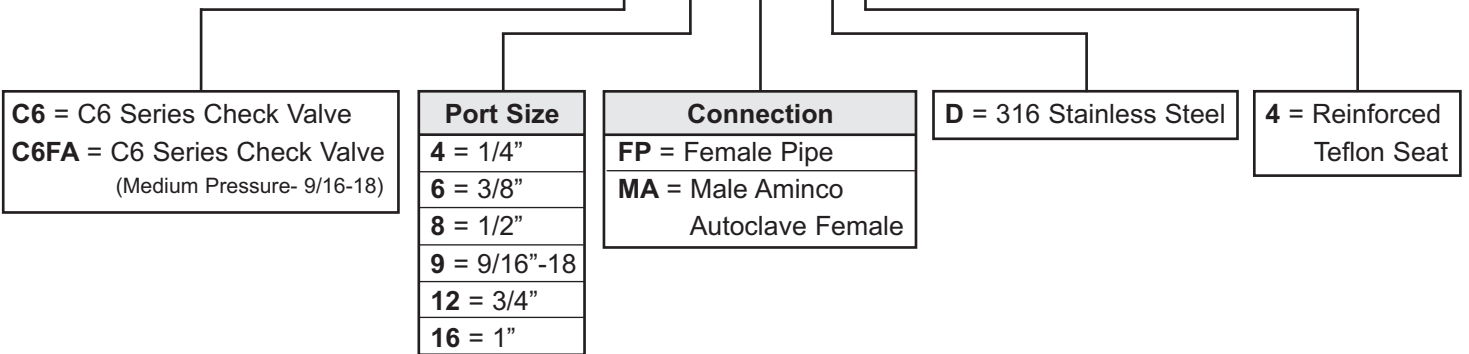 C6 = C6 Series Check Valve
C6FA = C6 Series Check Valve
(Medium Pressure- 9/16-18)
Port Size
4 = 1/4”
6 = 3/8”
8 = 1/2”
9 = 9/16”-18
12 = 3/4”
16 = 1”
Connection
FP = Female Pipe
MA = Male Aminco
Autoclave Female
D = 316 Stainless Steel
4 = Reinforced
Teflon Seat